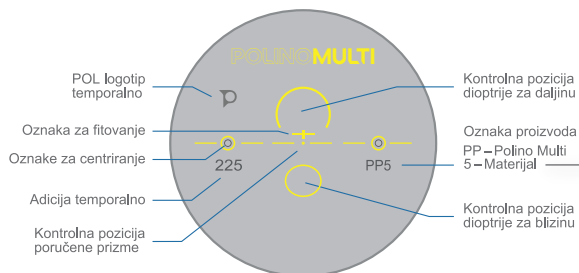 POLINOMULTI
POL logotip
temporalno
Oznaka za fitovanje
Oznake za centriranje
Adicija temporalno
Kontrolna pozicija
poručene prizme
225
PP5
Kontrolna pozicija
dioptrije za daljinu
Oznaka proizvoda
PP – Polino Multi
5 – Materijal
Kontrolna pozicija
dioptrije za blizinu